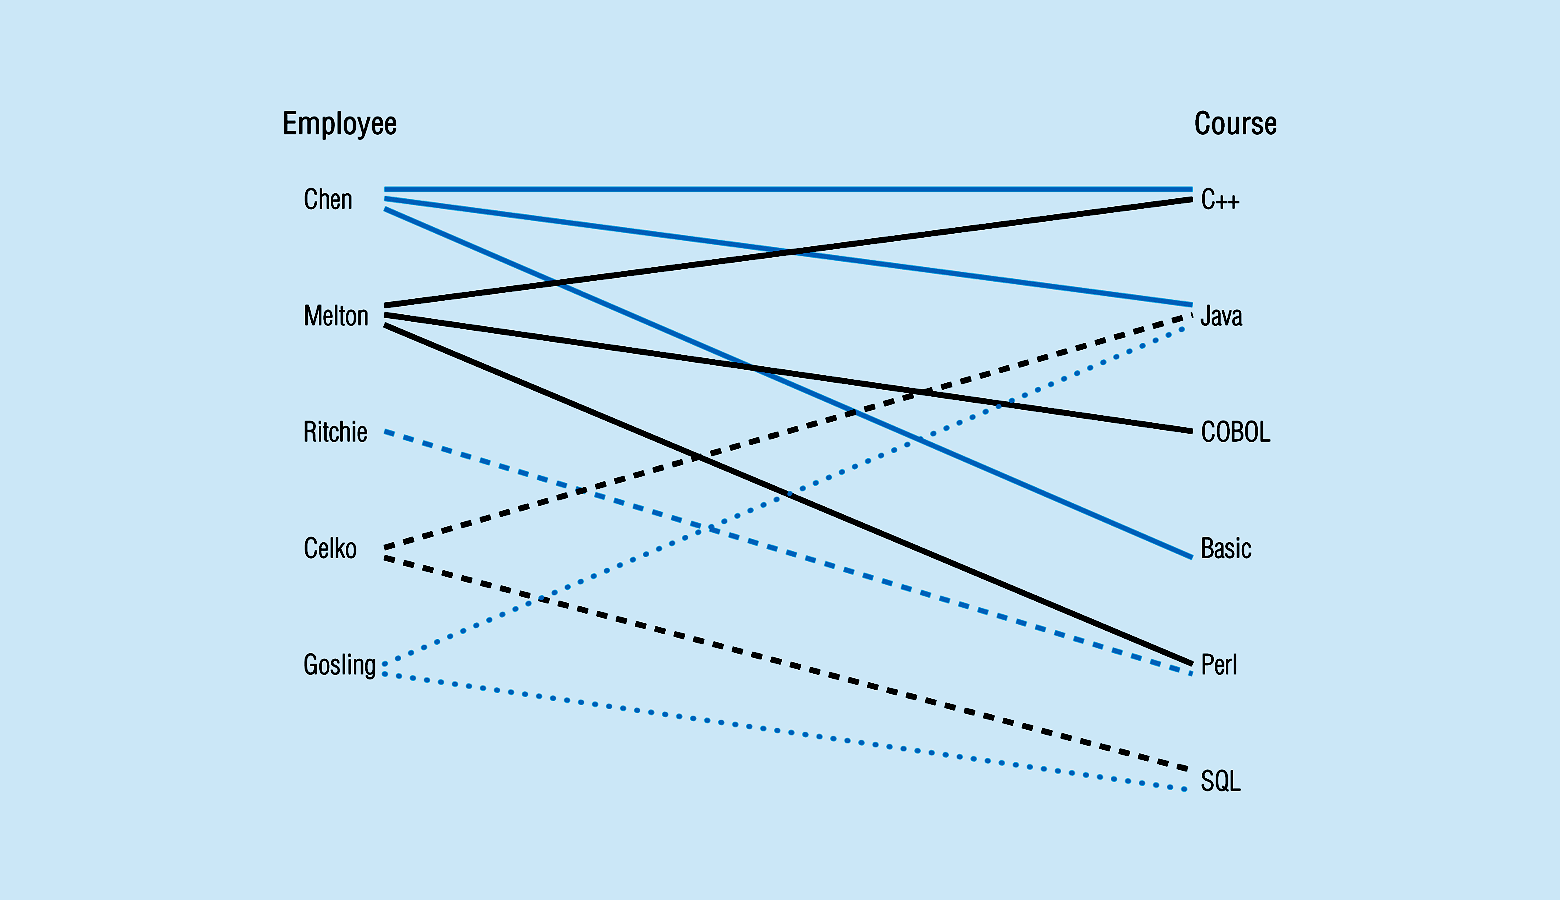 Employee Course
Chen C++
Melton Java
Ritchie COBOL
Celko Basic
Gosling Perl
SQL